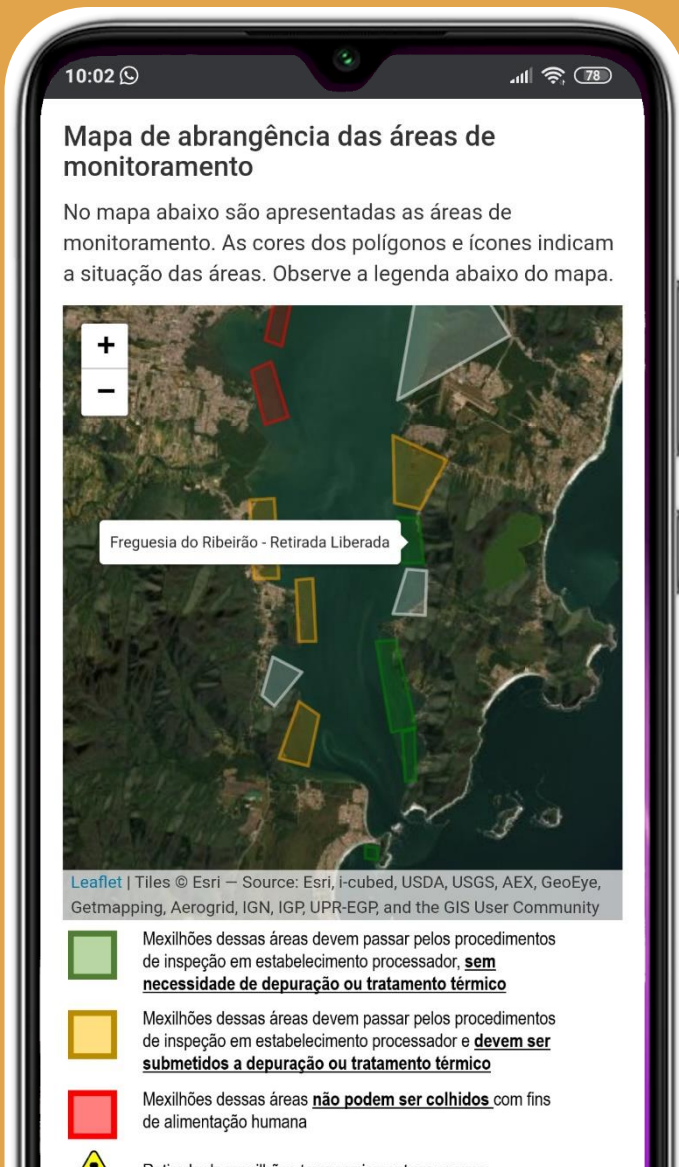 10:02
78
Mapa de abrangência das áreas de
monitoramento
No mapa abaixo são apresentadas as áreas de
monitoramento. As cores dos polígonos e ícones indicam
a situação das áreas. Observe a legenda abaixo do mapa.
+
−
Freguesia do Ribeirão - Retirada Liberada
Leaflet | Tiles © Esri — Source: Esri, i-cubed, USDA, USGS, AEX, GeoEye,
Getmapping, Aerogrid, IGN, IGP, UPR-EGP, and the GIS User Community
Mexilhões dessas áreas devem passar pelos procedimentos
de inspeção em estabelecimento processador, sem
necessidade de depuração ou tratamento térmico
Mexilhões dessas áreas devem passar pelos procedimentos
de inspeção em estabelecimento processador e devem ser
submetidos a depuração ou tratamento térmico
Mexilhões dessas áreas não podem ser colhidos com fins
de alimentação humana